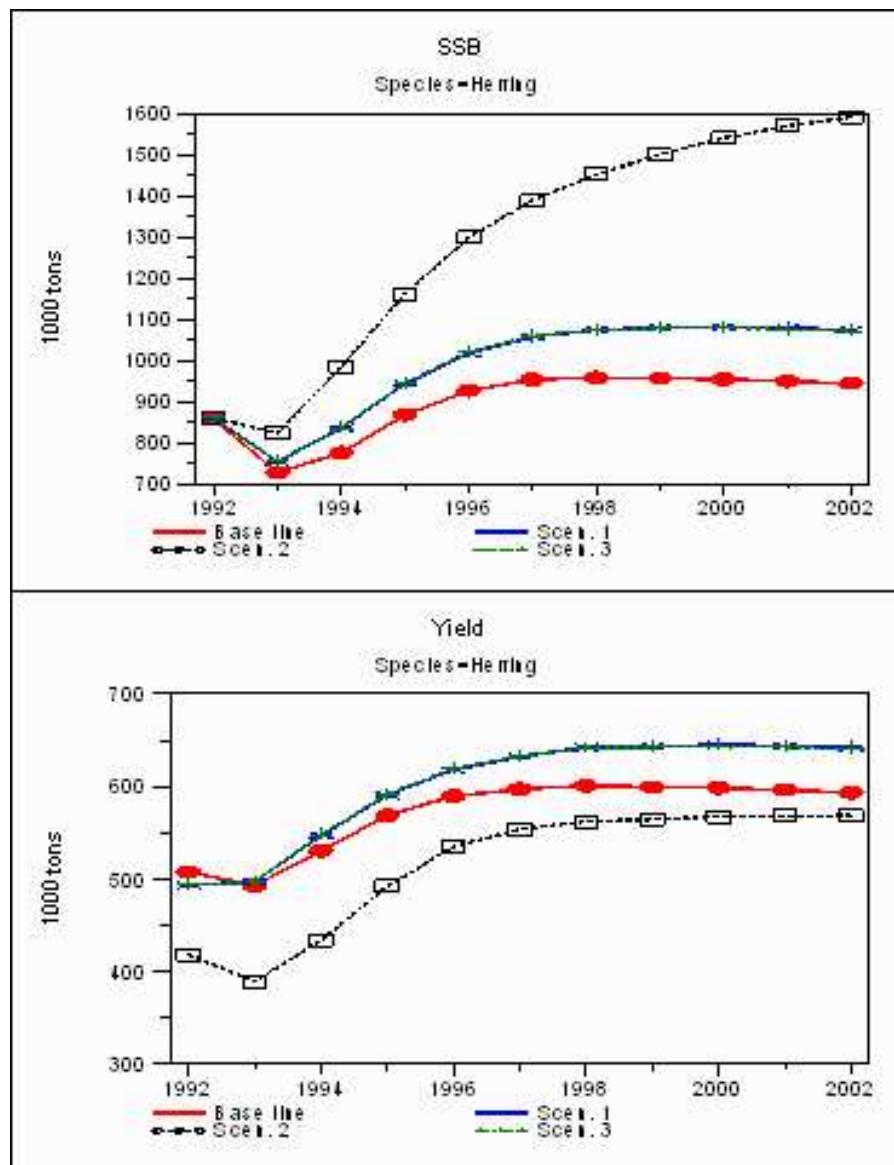 SSB
Species=Herring
1600
1500
1400
1300
1200
1100
1000
900
800
700
1000 tons
1992 1994 1996 1998 2000 2002
Base line Scen. 1
Scen. 2 Scen. 3
Yield
Species=Herring
700
600
500
400
300
1000 tons
1992 1994 1996 1998 2000 2002
Base line Scen. 1
Scen. 2 Scen. 3